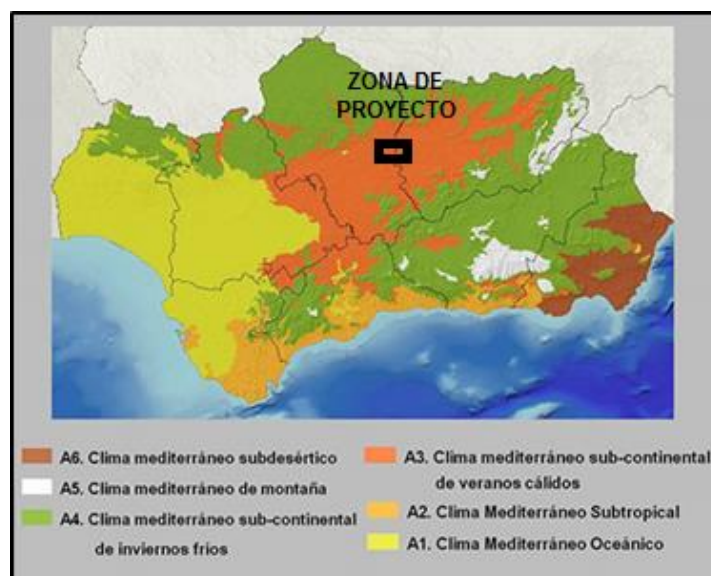 ZONA DE
PROYECTO
A6. Clima mediterráneo subdesértico
A5. Clima mediterráneo de montaña
A4. Clima mediterráneo sub-continental
de inviernos fríos
A3. Clima mediterráneo sub-continental
de veranos cálidos
A2. Clima Mediterráneo Subtropical
A1. Clima Mediterráneo Oceánico